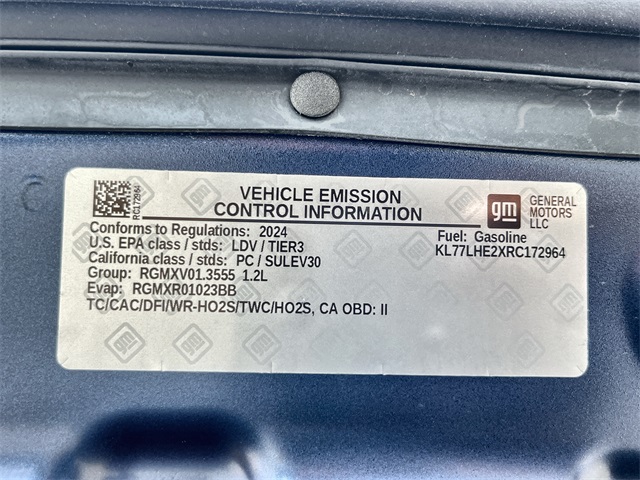 VEHICLE EMISSION
CONTROL INFORMATION
gm
GENERAL
MOTORS
LLC
Conforms to Regulations: 2024
U.S. EPA class / stds: LDV / TIER3
California class / stds: PC / SULEV30
Group: RGMXV01.3555 1.2L
Evap: RGMXR01023BB
TC/CAC/DFI/WR-HO2S/TWC/HO2S, CA OBD: II
Fuel: Gasoline
KL77LHE2XRC172964